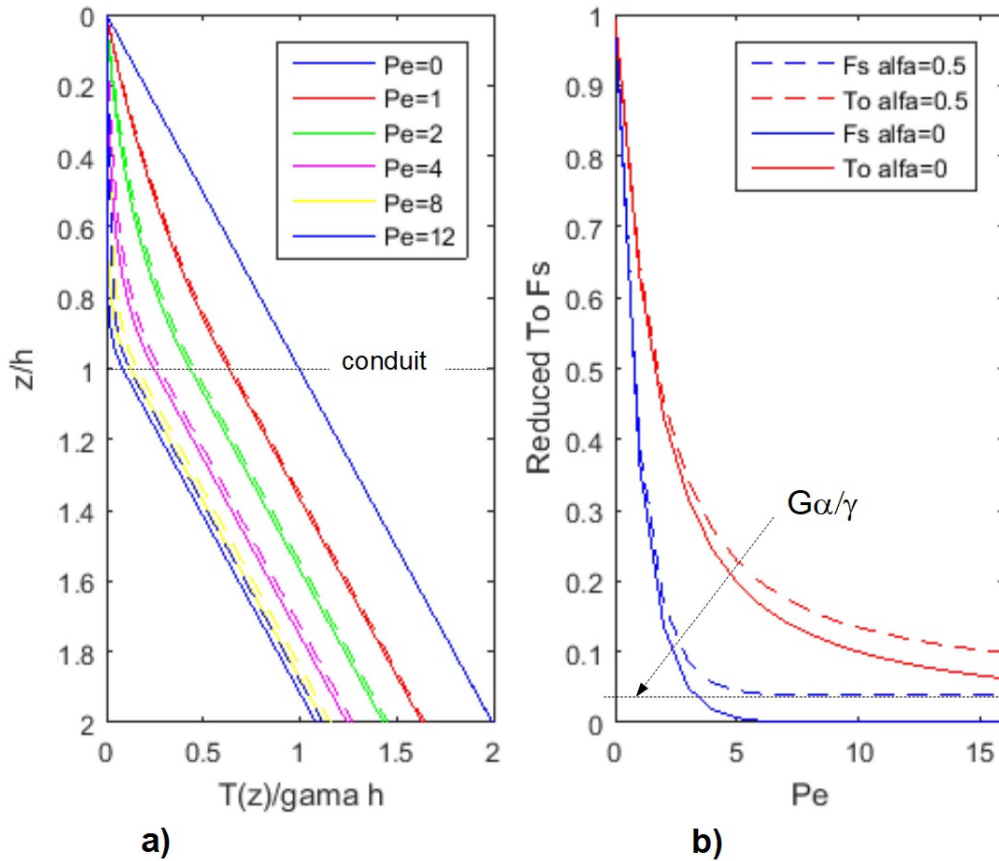 0
0.2
0.4
0.6
0.8
1
1.2
1.4
1.6
1.8
2
z/h
0
0.5
1
1.5
2
T(z)/gama h
Pe=0
Pe=1
Pe=2
Pe=4
Pe=8
Pe=12
conduit
a)
1
0.9
0.8
0.7
0.6
0.5
0.4
0.3
0.2
0.1
0
Reduced To Fs
0
5
10
15
Pe
Fs alfa=0.5
To alfa=0.5
Fs alfa=0
To alfa=0
Gα/γ
b)